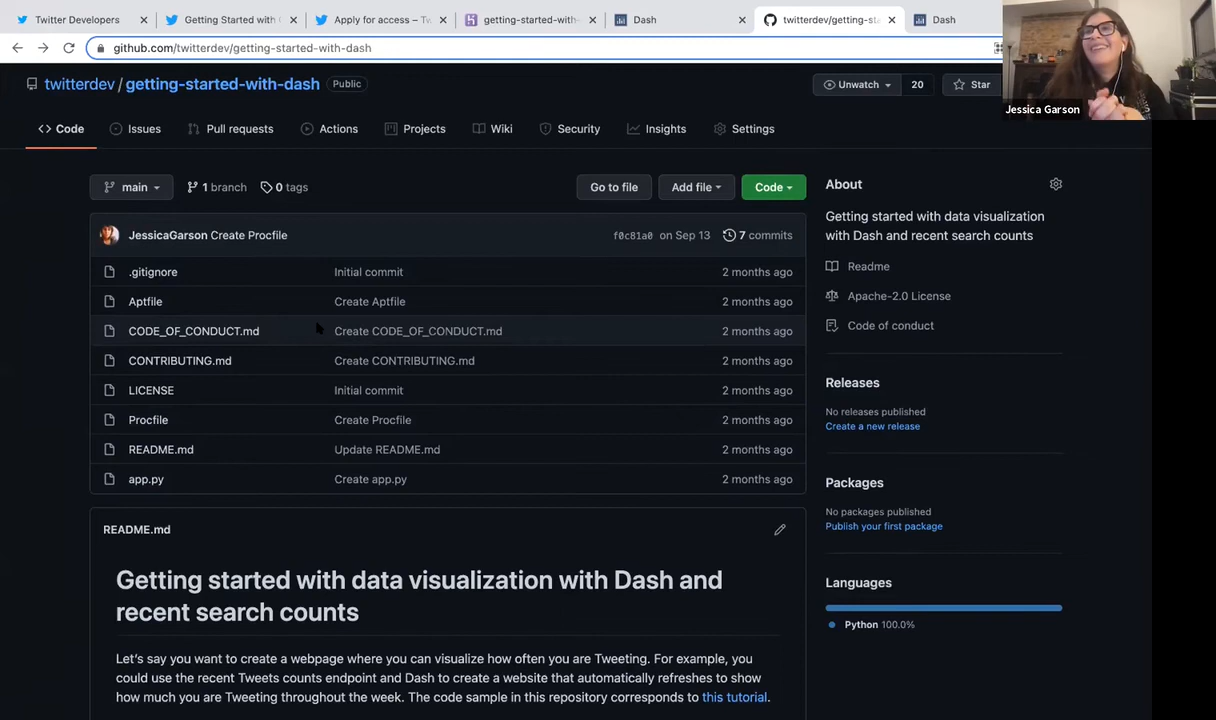 Twitter Developers
Getting Started with
Apply for access – Tw
getting-started-with-
Dash
twitterdev/getting-sta
Dash
github.com/twitterdev/getting-started-with-dash
Jessica Garson
twitterdev / getting-started-with-dash Public
Unwatch 20 Star
Code Issues Pull requests Actions Projects Wiki Security Insights Settings
main 1 branch 0 tags Go to file Add file Code
JessicaGarson Create Procfile f0c81a0 on Sep 13 7 commits
.gitignore Initial commit 2 months ago
Aptfile Create Aptfile 2 months ago
CODE_OF_CONDUCT.md Create CODE_OF_CONDUCT.md 2 months ago
CONTRIBUTING.md Create CONTRIBUTING.md 2 months ago
LICENSE Initial commit 2 months ago
Procfile Create Procfile 2 months ago
README.md Update README.md 2 months ago
app.py Create app.py 2 months ago
README.md
Getting started with data visualization with Dash and
recent search counts
Let's say you want to create a webpage where you can visualize how often you are Tweeting. For example, you
could use the recent Tweets counts endpoint and Dash to create a website that automatically refreshes to show
how much you are Tweeting throughout the week. The code sample in this repository corresponds to this tutorial.
About
Getting started with data visualization
with Dash and recent search counts
Readme
Apache-2.0 License
Code of conduct
Releases
No releases published
Create a new release
Packages
No packages published
Publish your first package
Languages
Python 100.0%